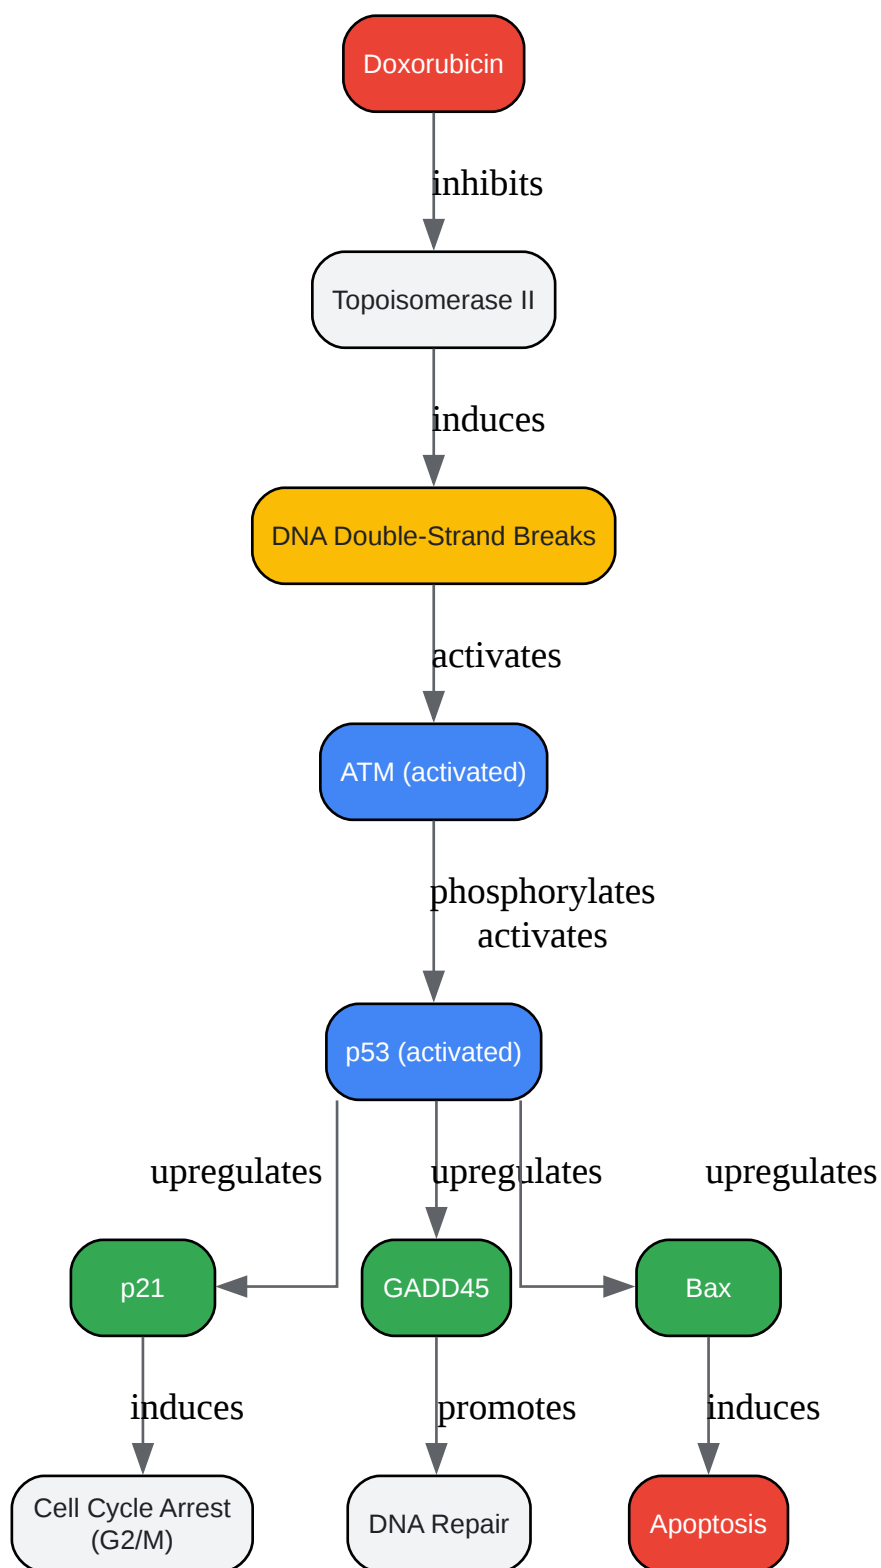 Doxorubicin
inhibits
Topoisomerase II
induces
DNA Double-Strand Breaks
activates
ATM (activated)
phosphorylates
activates
p53 (activated)
upregulates
upregulates
upregulates
p21
GADD45
Bax
induces
promotes
induces
Cell Cycle Arrest
(G2/M)
DNA Repair
Apoptosis